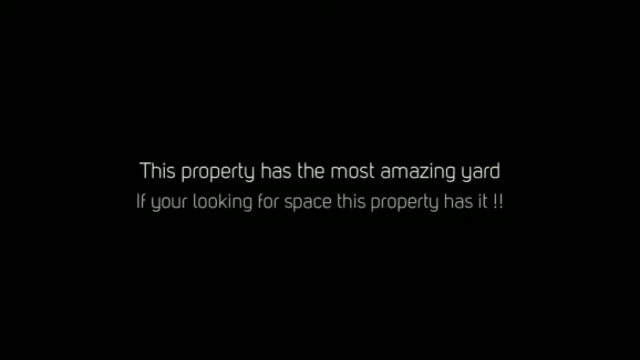 This property has the most amazing yard
If your looking for space this property has it !!